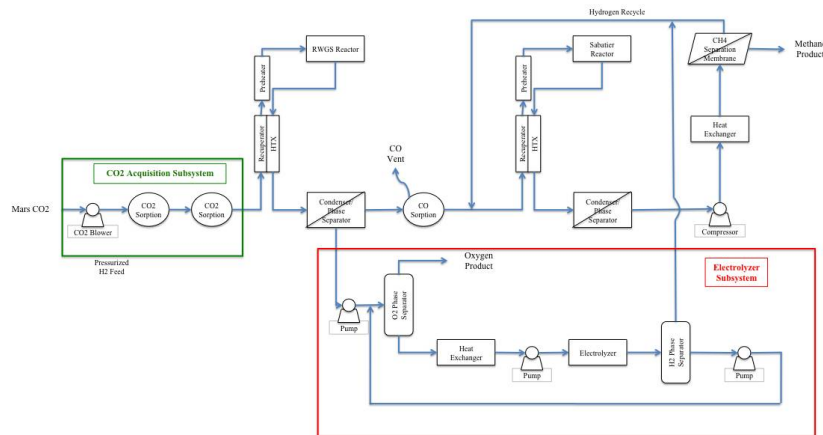 Hydrogen Recycle
RWGS Reactor
Sabatier
Reactor
CH4
Separation
Membrane
Methane
Product
Preheater
Preheater
Heat
Exchanger
Recuperator
HTX
Recuperator
HTX
CO
Vent
CO2 Acquisition Subsystem
Mars CO2
CO2
Sorption
CO2
Sorption
CO2 Blower
Condenser/
Phase
Separator
CO
Sorption
Condenser/
Phase
Separator
Compressor
Pressurized
H2 Feed
Oxygen
Product
Electrolyzer
Subsystem
O2 Phase
Separator
Pump
Heat
Exchanger
Pump
Electrolyzer
H2 Phase
Separator
Pump